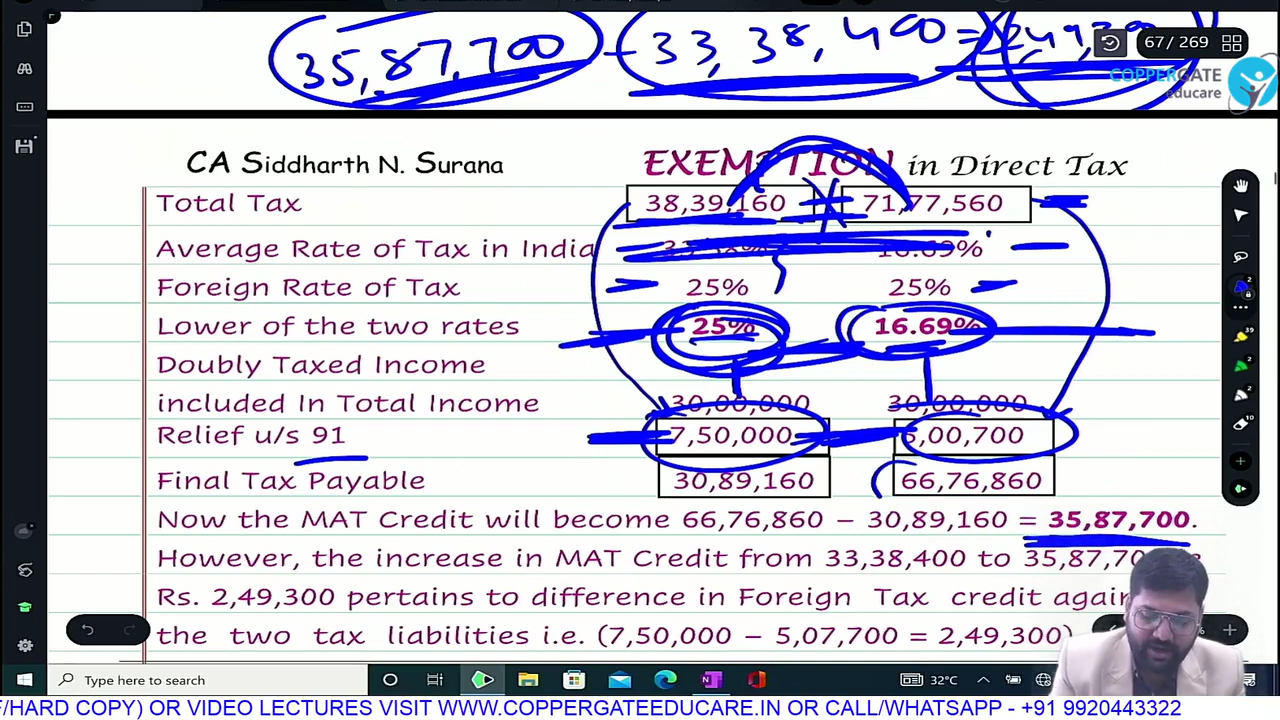 35,87,700 - 33,38,400 =
67 / 269
COPPERGATE
educare
CA Siddharth N. Surana
EXEMPTION in Direct Tax
Total Tax 38,39,160 71,77,560
Average Rate of Tax in India 16.69%
Foreign Rate of Tax 25% 25%
Lower of the two rates 25% 16.69%
Doubly Taxed Income
included In Total Income 30,00,000 30,00,000
Relief u/s 91 7,50,000 5,00,700
Final Tax Payable 30,89,160 66,76,860
Now the MAT Credit will become 66,76,860 – 30,89,160 = 35,87,700.
However, the increase in MAT Credit from 33,38,400 to
Rs. 2,49,300 pertains to difference in Foreign Tax credit
the two tax liabilities i.e. (7,50,000 – 5,07,700 = 2,49,300)
Type here to search
32°C
F/HARD COPY) OR VIDEO LECTURES VISIT WWW.COPPERGATEEDUCARE.IN OR CALL/WHATSAPP - +91 9920443322